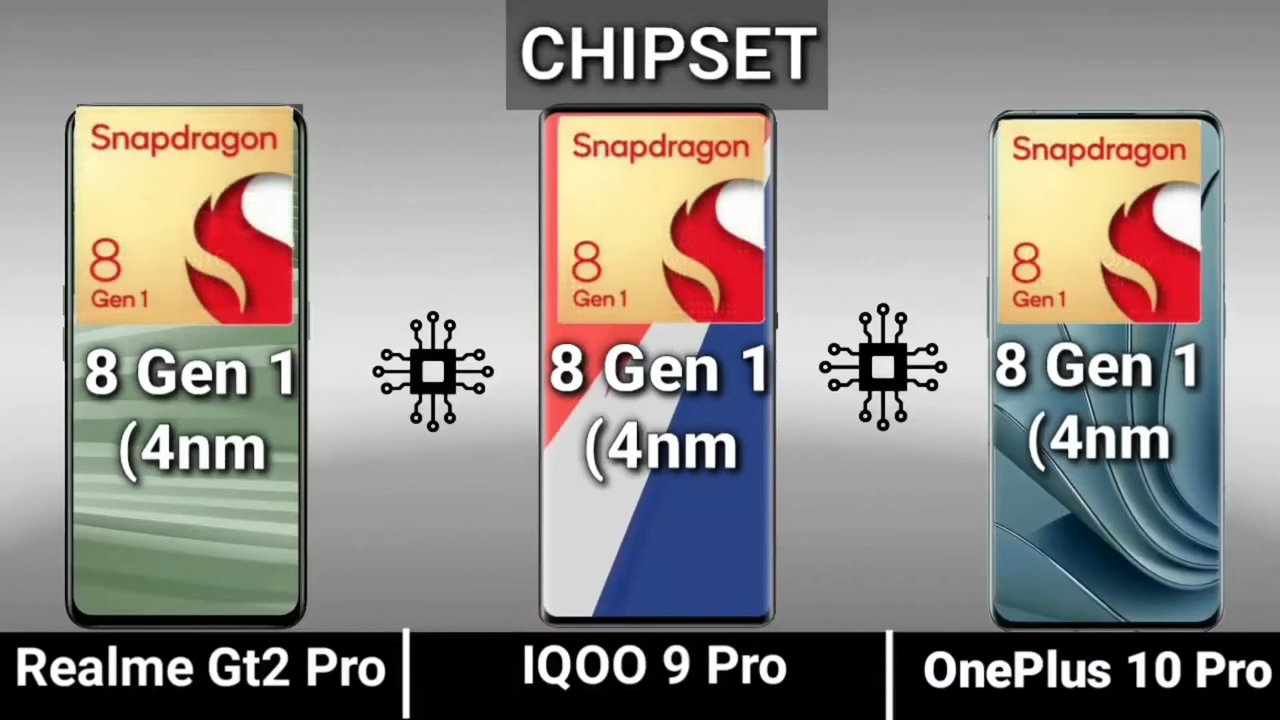 CHIPSET
Snapdragon
8
Gen 1
8 Gen 1
(4nm
Realme Gt2 Pro
Snapdragon
8
Gen 1
8 Gen 1
(4nm
IQOO 9 Pro
Snapdragon
8
Gen 1
8 Gen 1
(4nm
OnePlus 10 Pro